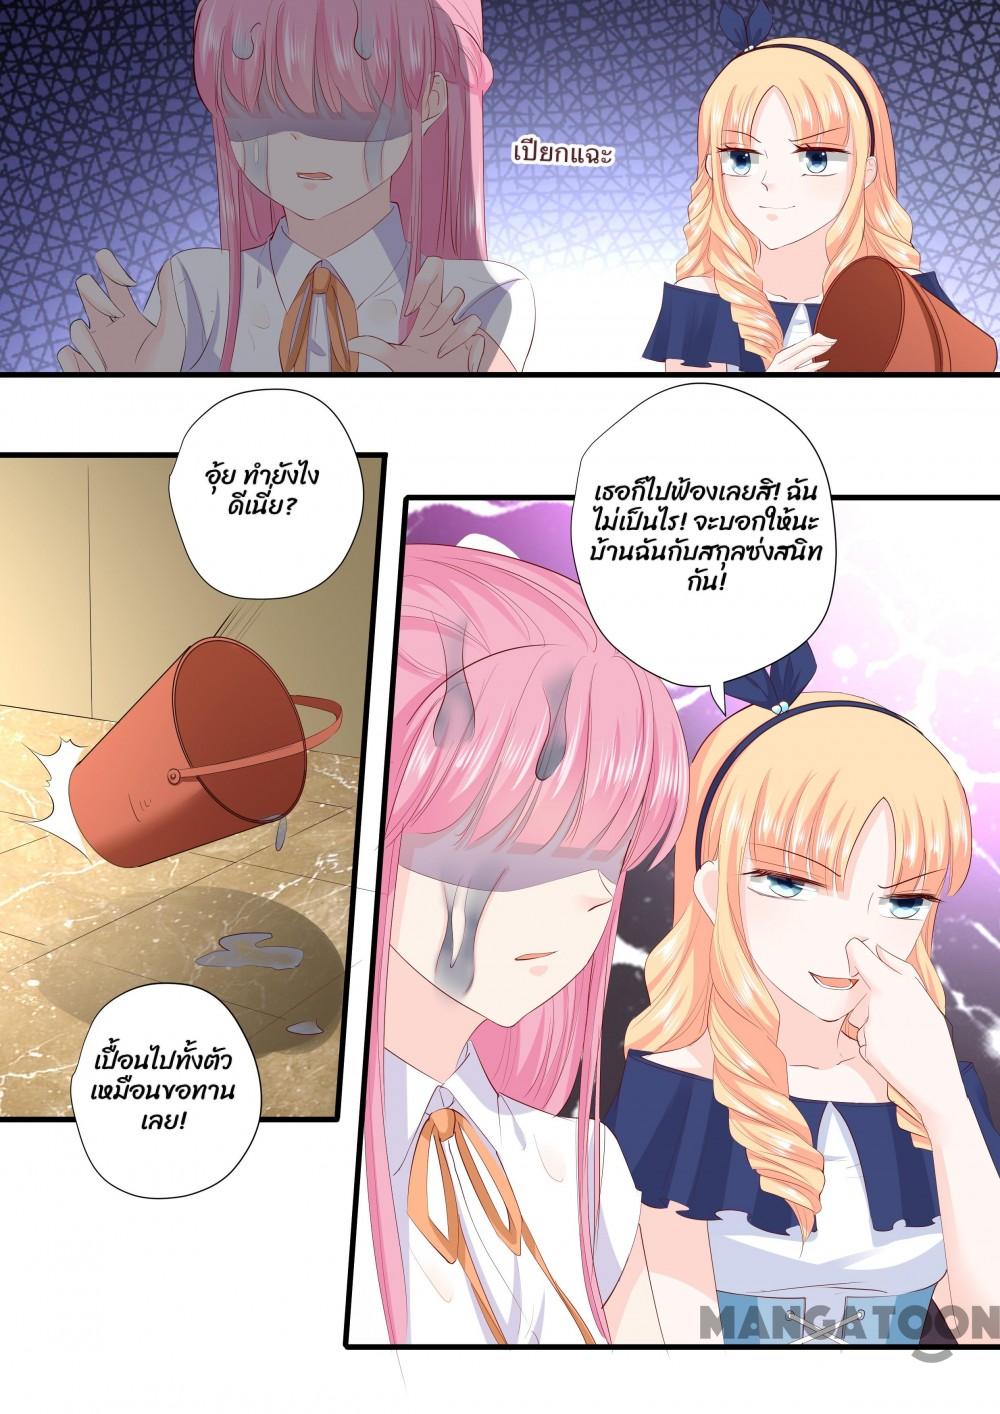 เปียกแฉะ
อุ้ย ทำยังไง
ดีเนี่ย?
เธอก็ไปฟ้องเลยสิ! ฉัน
ไม่เป็นไร! จะบอกให้นะ
บ้านฉันกับสกุลซ่งสนิท
กัน!
เปื้อนไปทั้งตัว
เหมือนขอทาน
เลย!
MANGATOON